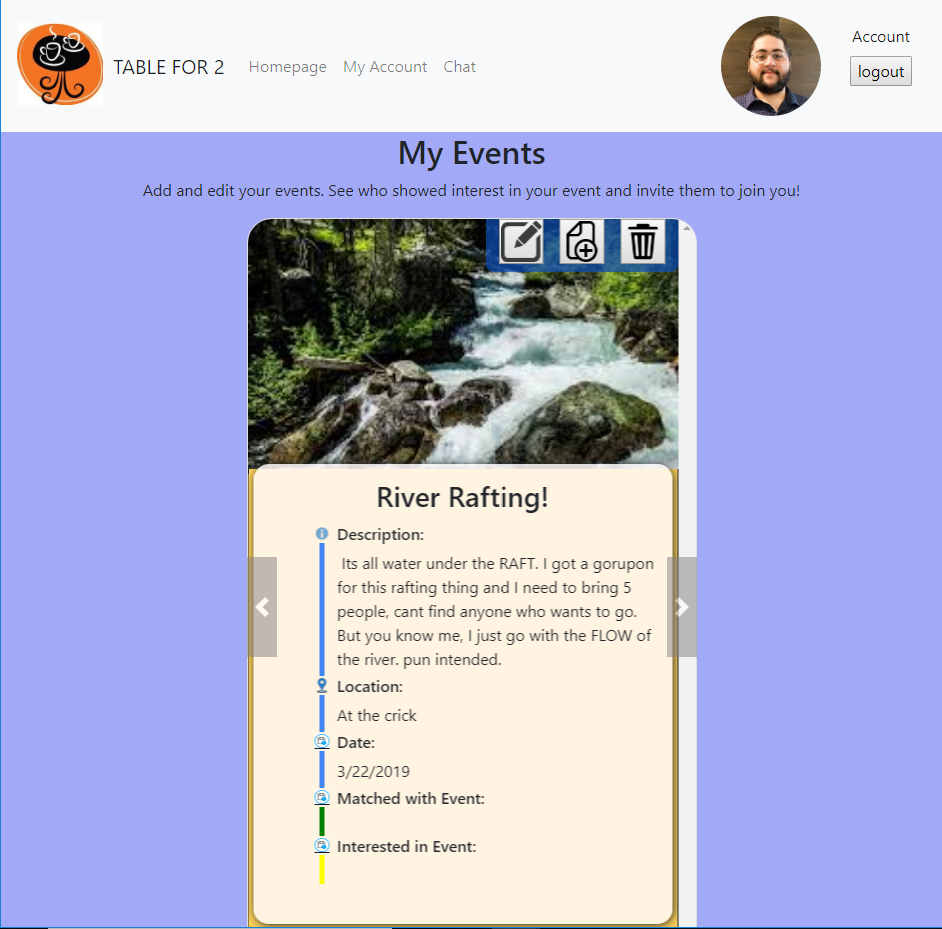 TABLE FOR 2 Homepage My Account Chat
Account
logout
My Events
Add and edit your events. See who showed interest in your event and invite them to join you!
River Rafting!
Description:
Its all water under the RAFT. I got a gorupon
for this rafting thing and I need to bring 5
people, cant find anyone who wants to go.
But you know me, I just go with the FLOW of
the river. pun intended.
Location:
At the crick
Date:
3/22/2019
Matched with Event:
Interested in Event: